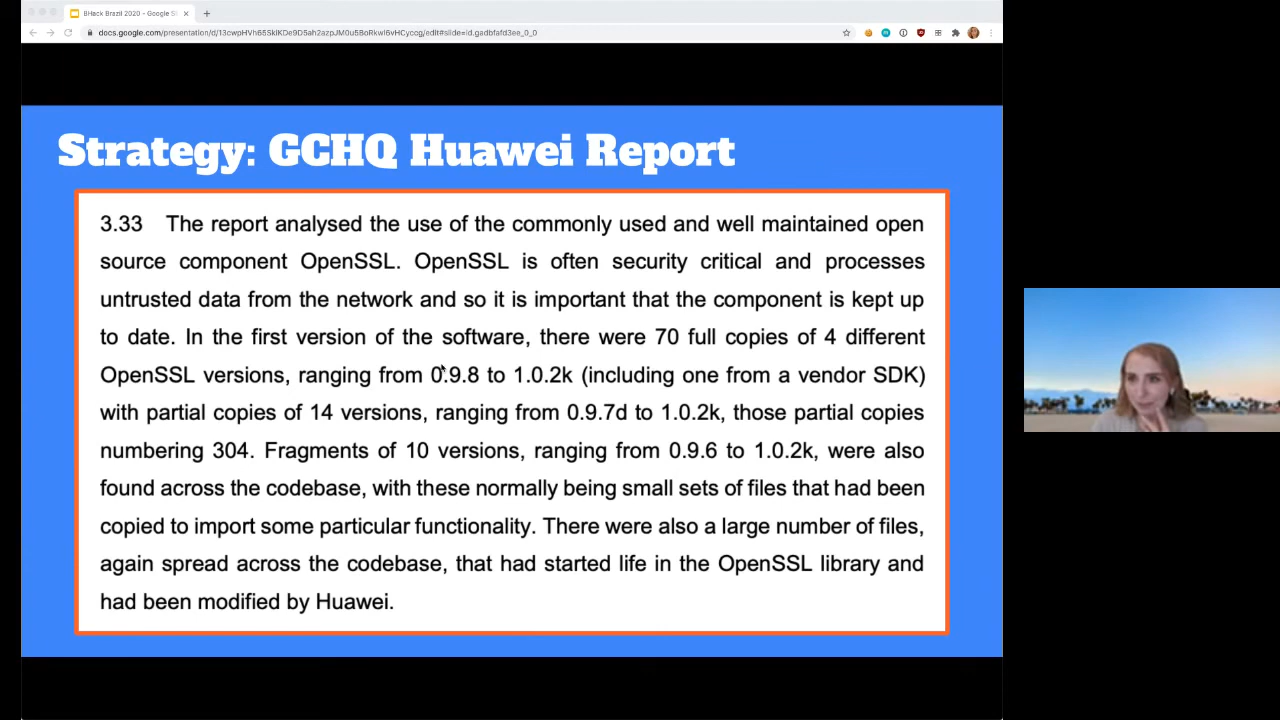 BHack Brazil 2020 - Google Sl
docs.google.com/presentation/d/
Strategy: GCHQ Huawei Report
3.33 The report analysed the use of the commonly used and well maintained open
source component OpenSSL. OpenSSL is often security critical and processes
untrusted data from the network and so it is important that the component is kept up
to date. In the first version of the software, there were 70 full copies of 4 different
OpenSSL versions, ranging from 0.9.8 to 1.0.2k (including one from a vendor SDK)
with partial copies of 14 versions, ranging from 0.9.7d to 1.0.2k, those partial copies
numbering 304. Fragments of 10 versions, ranging from 0.9.6 to 1.0.2k, were also
found across the codebase, with these normally being small sets of files that had been
copied to import some particular functionality. There were also a large number of files,
again spread across the codebase, that had started life in the OpenSSL library and
had been modified by Huawei.